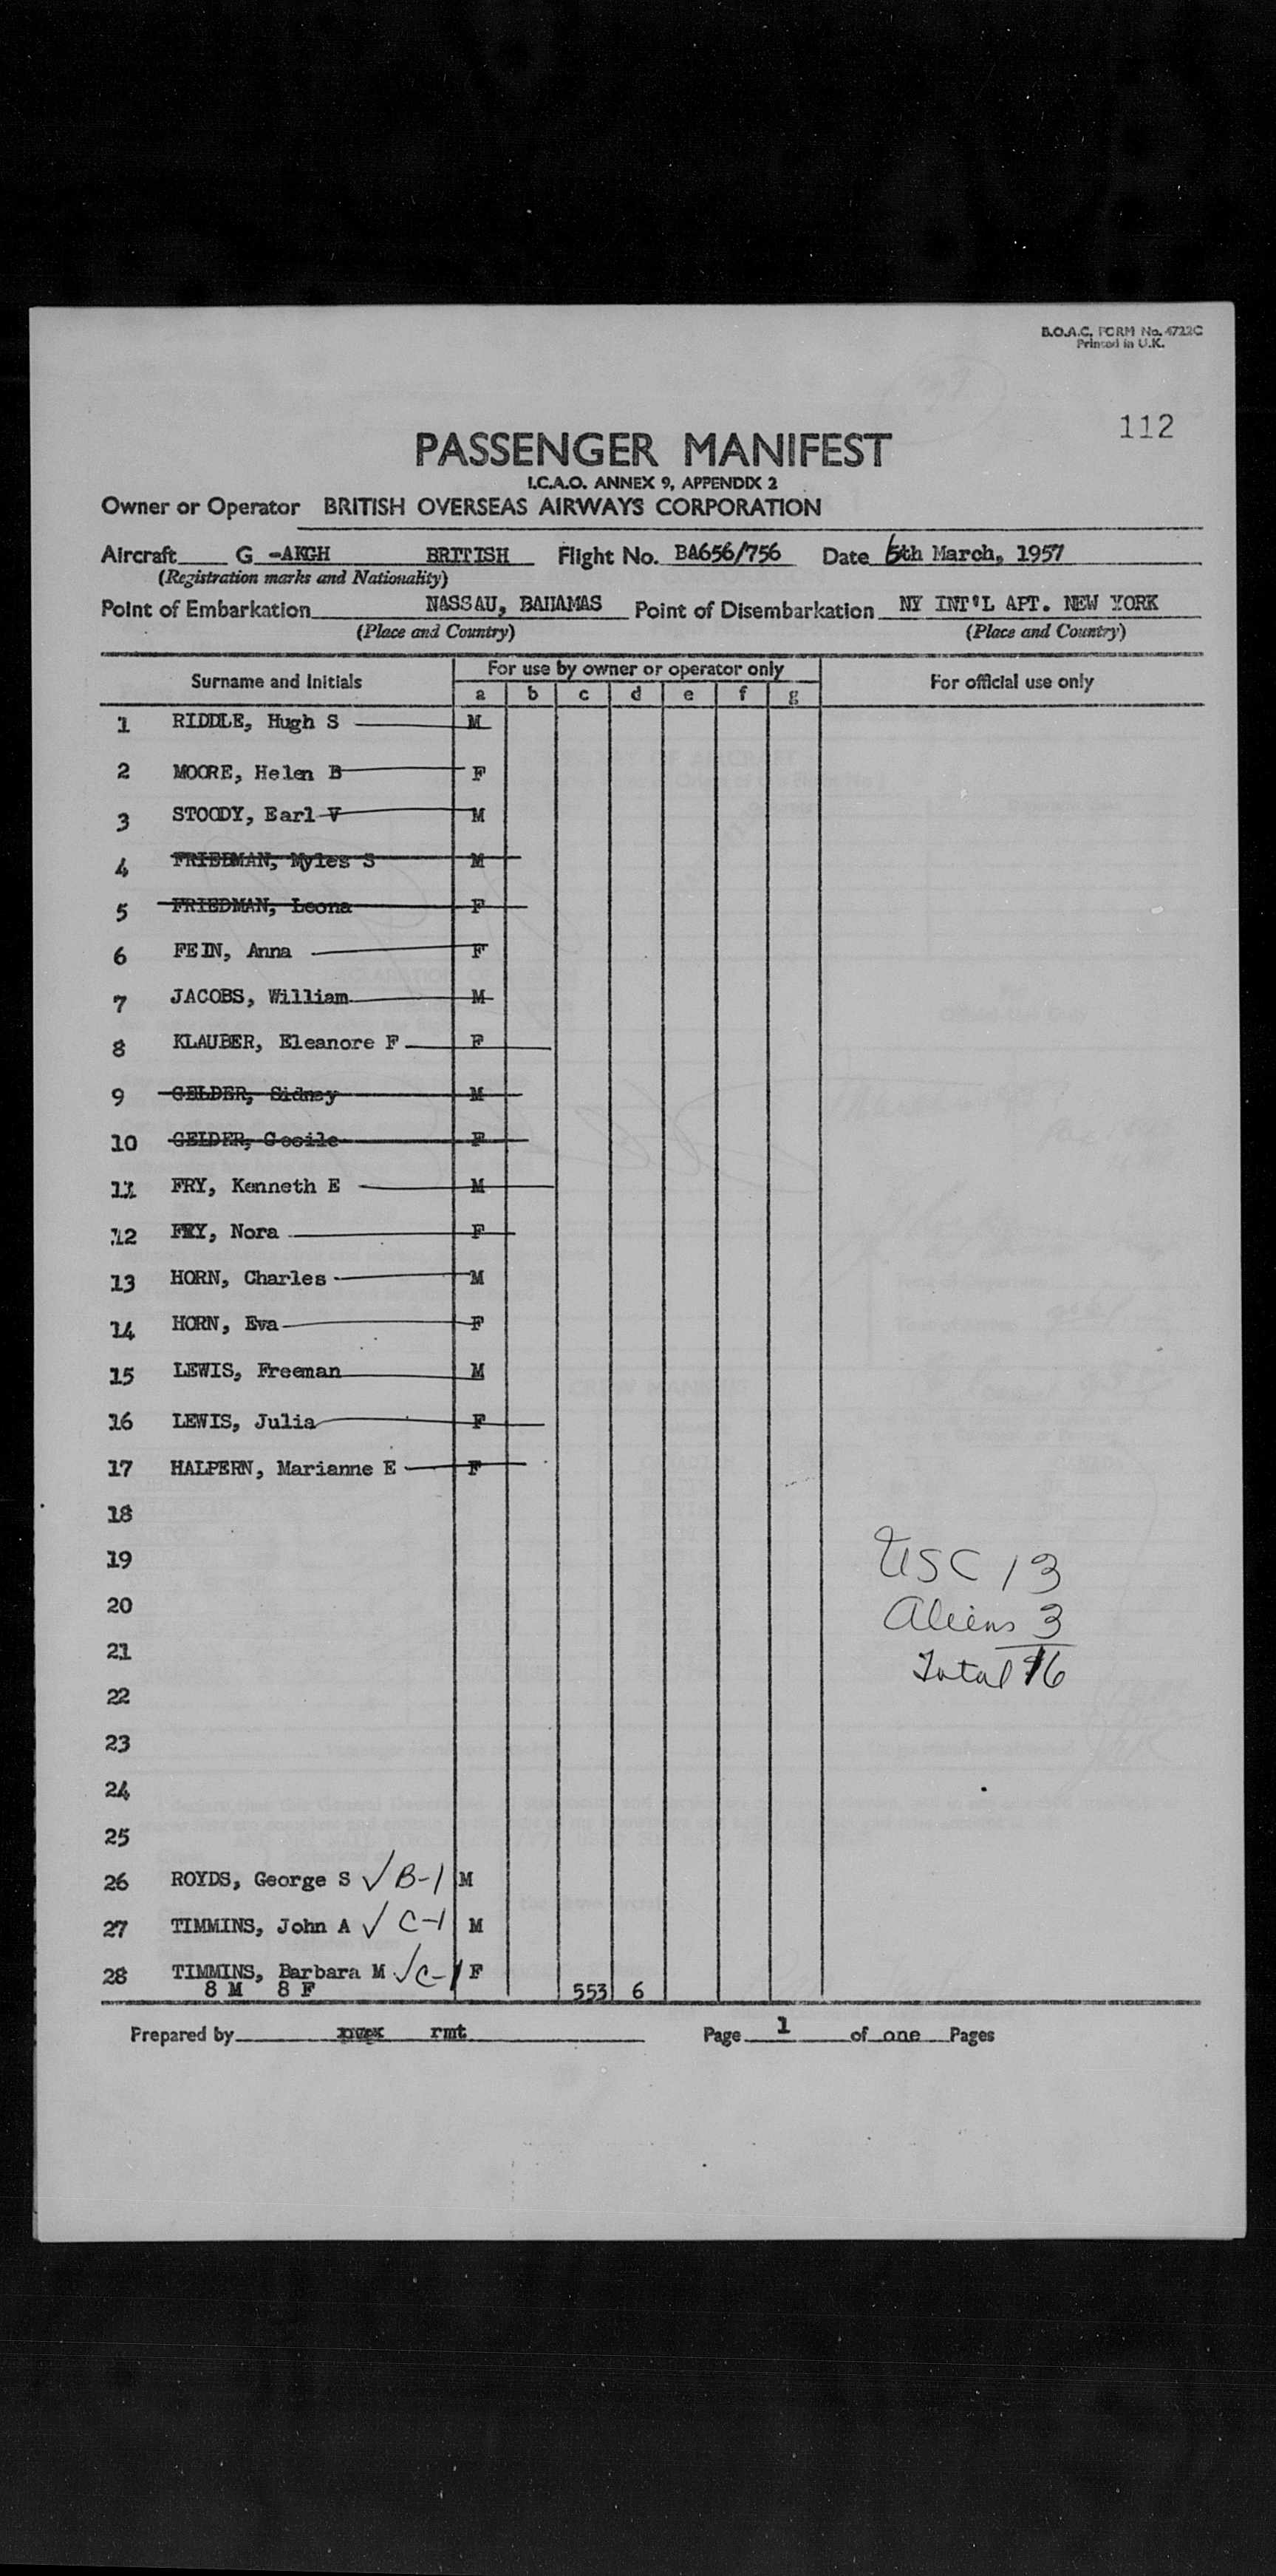 B.O.A.C. FORM No. 4722C
Printed in U.K.
112
PASSENGER MANIFEST
I.C.A.O. ANNEX 9, APPENDIX 2
Owner or Operator BRITISH OVERSEAS AIRWAYS CORPORATION
Aircraft G -AKGH BRITISH Flight No. BA656/756 Date 6th March, 1957
(Registration marks and Nationality)
Point of Embarkation NASSAU, BAHAMAS Point of Disembarkation NY INT'L APT. NEW YORK
(Place and Country) (Place and Country)
Surname and Initials For use by owner or operator only For official use only
a b c d e f g
1 RIDDLE, Hugh S M
2 MOORE, Helen B F
3 STOODY, Earl V M
4 FRIEDMAN, Myles S M
5 FRIEDMAN, Leona F
6 FEIN, Anna F
7 JACOBS, William M
8 KLAUBER, Eleanore F F
9 GELDER, Sidney M
10 GELDER, Cecile F
11 FRY, Kenneth E M
12 FRY, Nora F
13 HORN, Charles M
14 HORN, Eva F
15 LEWIS, Freeman M
16 LEWIS, Julia F
17 HALPERN, Marianne E F
18
19 USC 13
20 Aliens 3
21 Total 16
22
23
24
25
26 ROYDS, George S ✓ B-1 M
27 TIMMINS, John A ✓ C-1 M
28 TIMMINS, Barbara M ✓ C-1 F
8 M 8 F 553 6
Prepared by rmt Page 1 of one Pages